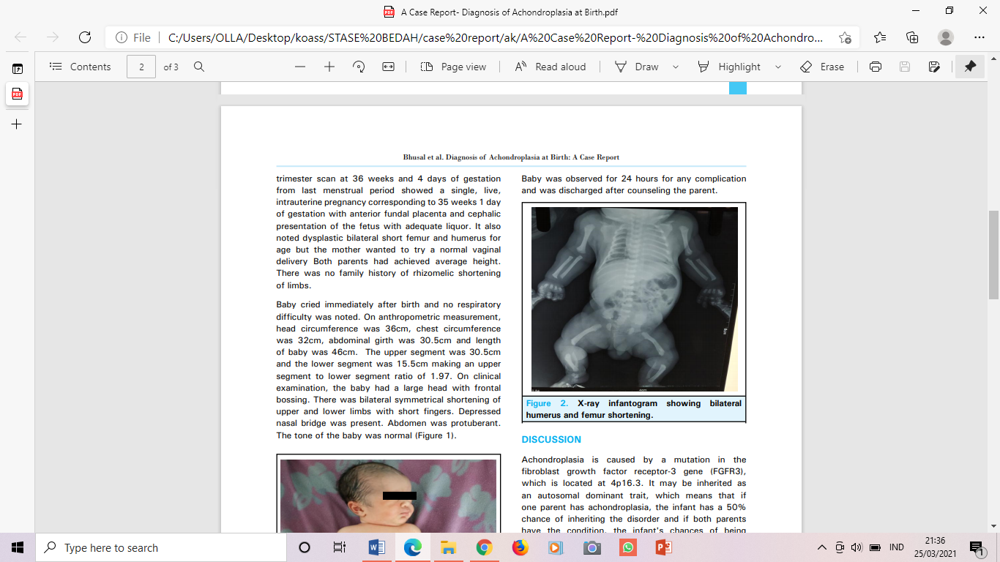 A Case Report- Diagnosis of Achondroplasia at Birth.pdf
File
C:/Users/OLLA/Desktop/koass/STASE%20BEDAH/case%20report/ak/A%20Case%20Report-%20Diagnosis%20of%20Achondro...
Contents
2
of 3
Page view
Read aloud
Draw
Highlight
Erase
Bhusal et al. Diagnosis of Achondroplasia at Birth: A Case Report
trimester scan at 36 weeks and 4 days of gestation
from last menstrual period showed a single, live,
intrauterine pregnancy corresponding to 35 weeks 1 day
of gestation with anterior fundal placenta and cephalic
presentation of the fetus with adequate liquor. It also
noted dysplastic bilateral short femur and humerus for
age but the mother wanted to try a normal vaginal
delivery Both parents had achieved average height.
There was no family history of rhizomelic shortening
of limbs.
Baby cried immediately after birth and no respiratory
difficulty was noted. On anthropometric measurement,
head circumference was 36cm, chest circumference
was 32cm, abdominal girth was 30.5cm and length
of baby was 46cm. The upper segment was 30.5cm
and the lower segment was 15.5cm making an upper
segment to lower segment ratio of 1.97. On clinical
examination, the baby had a large head with frontal
bossing. There was bilateral symmetrical shortening of
upper and lower limbs with short fingers. Depressed
nasal bridge was present. Abdomen was protuberant.
The tone of the baby was normal (Figure 1).
Baby was observed for 24 hours for any complication
and was discharged after counseling the parent.
Figure 2. X-ray infantogram showing bilateral
humerus and femur shortening.
DISCUSSION
Achondroplasia is caused by a mutation in the
fibroblast growth factor receptor-3 gene (FGFR3),
which is located at 4p16.3. It may be inherited as
an autosomal dominant trait, which means that if
one parent has achondroplasia, the infant has a 50%
chance of inheriting the disorder and if both parents
have the condition, the infant's chances of being
Type here to search
IND
21:36
25/03/2021
1